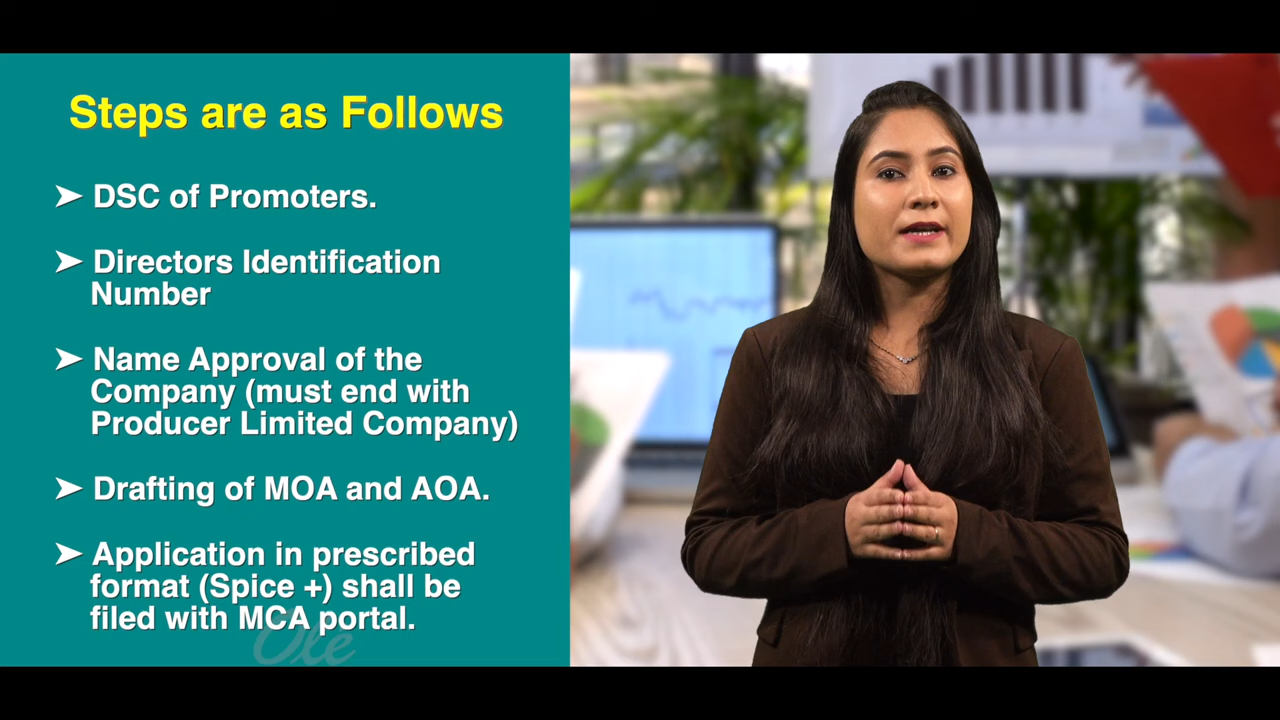 Steps are as Follows
➤ DSC of Promoters.
➤ Directors Identification
Number
➤ Name Approval of the
Company (must end with
Producer Limited Company)
➤ Drafting of MOA and AOA.
➤ Application in prescribed
format (Spice +) shall be
filed with MCA portal.
Ole